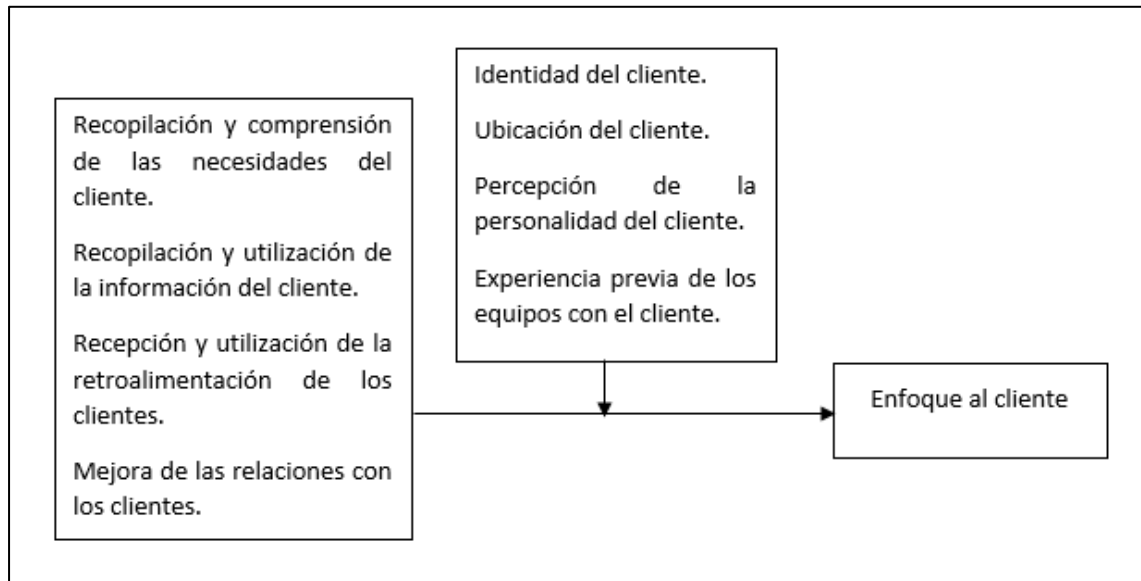 Recopilación y comprensión
de las necesidades del
cliente.
Recopilación y utilización de
la información del cliente.
Recepción y utilización de la
retroalimentación de los
clientes.
Mejora de las relaciones con
los clientes.
Identidad del cliente.
Ubicación del cliente.
Percepción de la
personalidad del cliente.
Experiencia previa de los
equipos con el cliente.
Enfoque al cliente